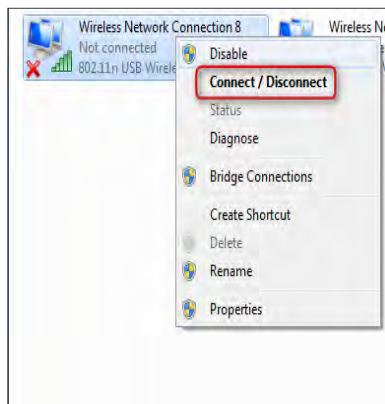 Wireless Network Connection 8
Not connected
802.11n USB Wirele
Wireless N
Disable
Connect / Disconnect
Status
Diagnose
Bridge Connections
Create Shortcut
Delete
Rename
Properties